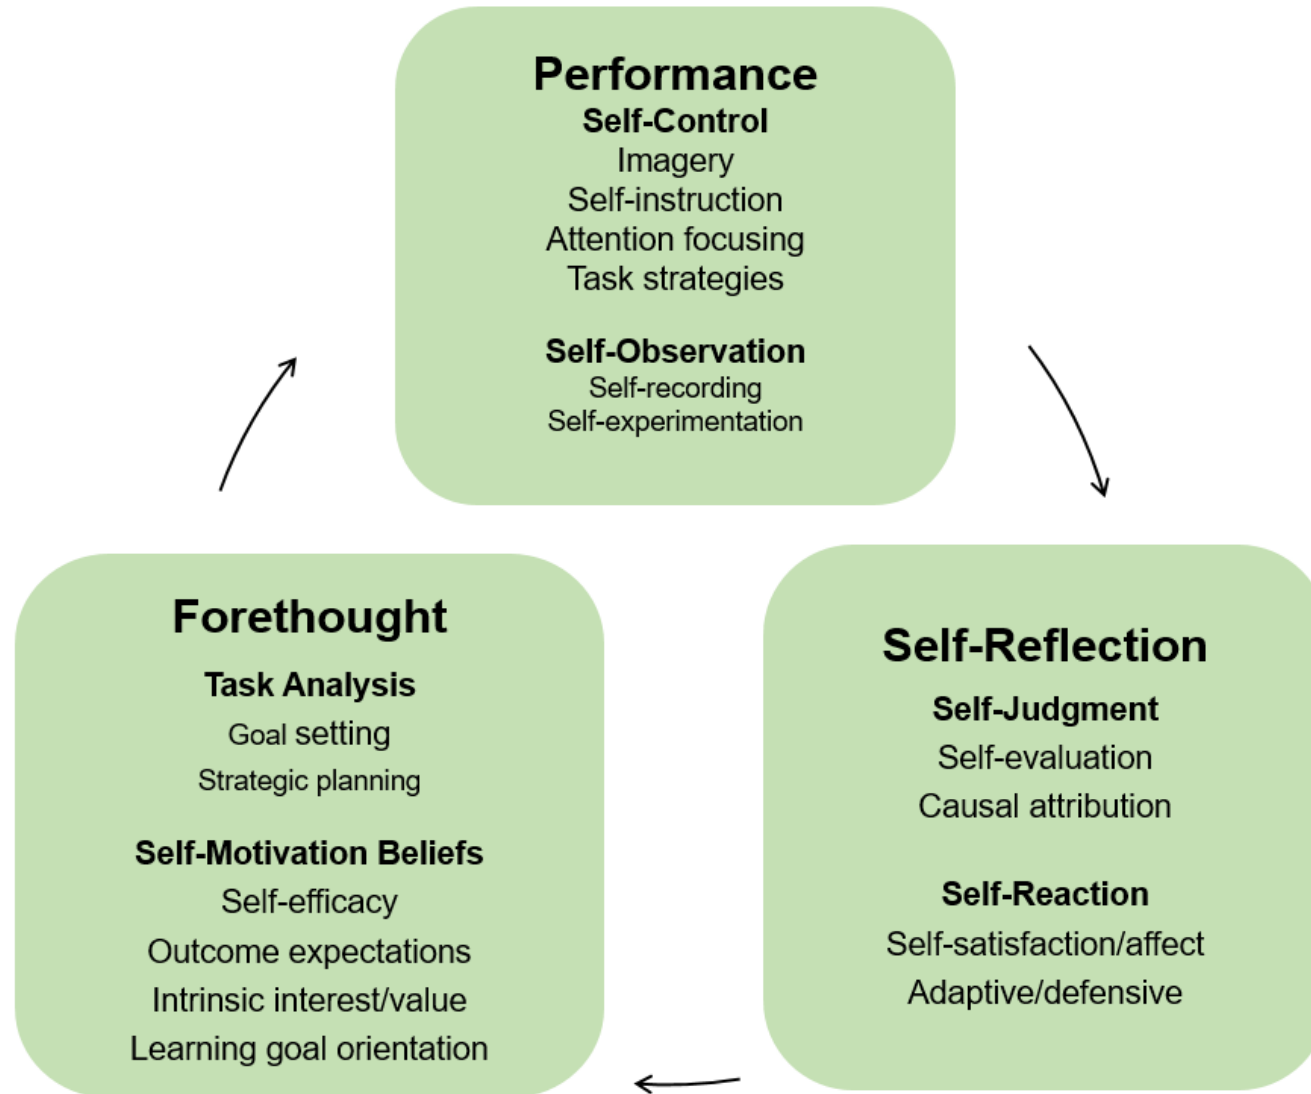 Performance
Self-Control
Imagery
Self-instruction
Attention focusing
Task strategies
Self-Observation
Self-recording
Self-experimentation
Forethought
Task Analysis
Goal setting
Strategic planning
Self-Motivation Beliefs
Self-efficacy
Outcome expectations
Intrinsic interest/value
Learning goal orientation
Self-Reflection
Self-Judgment
Self-evaluation
Causal attribution
Self-Reaction
Self-satisfaction/affect
Adaptive/defensive